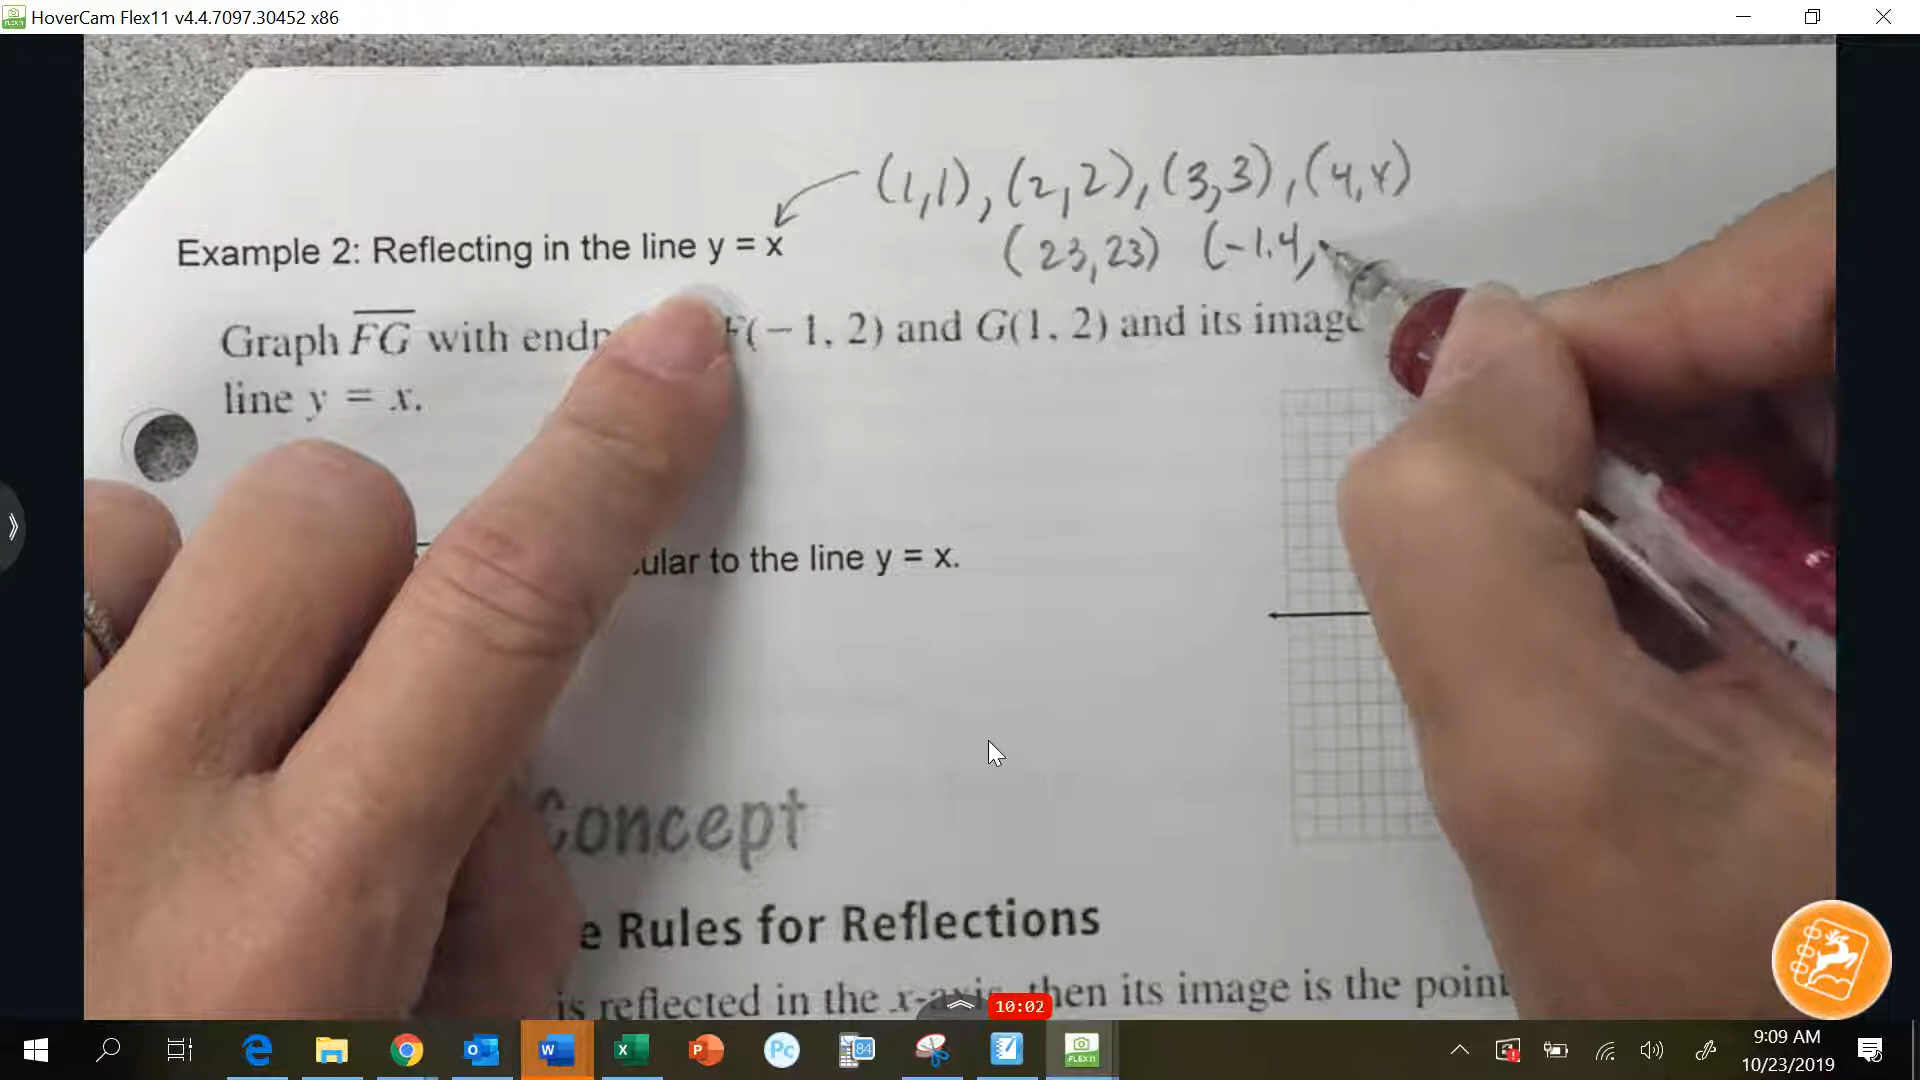 HoverCam Flex11 v4.4.7097.30452 x86
(1,1), (2,2), (3,3), (4,4)
Example 2: Reflecting in the line y = x
(23,23) (-1.4,
Graph FG with endp F(−1, 2) and G(1, 2) and its image
line y = x.
ular to the line y = x.
Concept
e Rules for Reflections
is reflected in the x-axis, then its image is the point
10:02
9:09 AM
10/23/2019